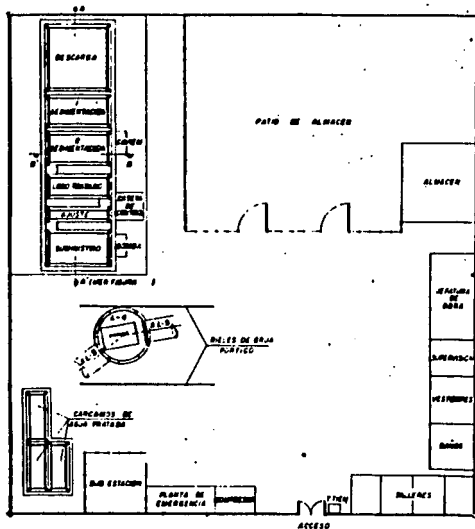 A
DESCARGA
SEDIMENTACION
SEDIMENTACION
B
B
LODO TRATADO
CASETA DE CONTROL
AJUSTE
SUMINISTRO
BOMBA
PATIO DE ALMACEN
ALMACEN
JEFATURA DE OBRA
SUPERVISION
VESTIDORES
BAÑOS
RIELES DE GRUA PORTICO
CARCAMOS DE AGUA TRATADA
SUB ESTACION
PLANTA DE EMERGENCIA
COMPRESOR
TALLERES
ACCESO